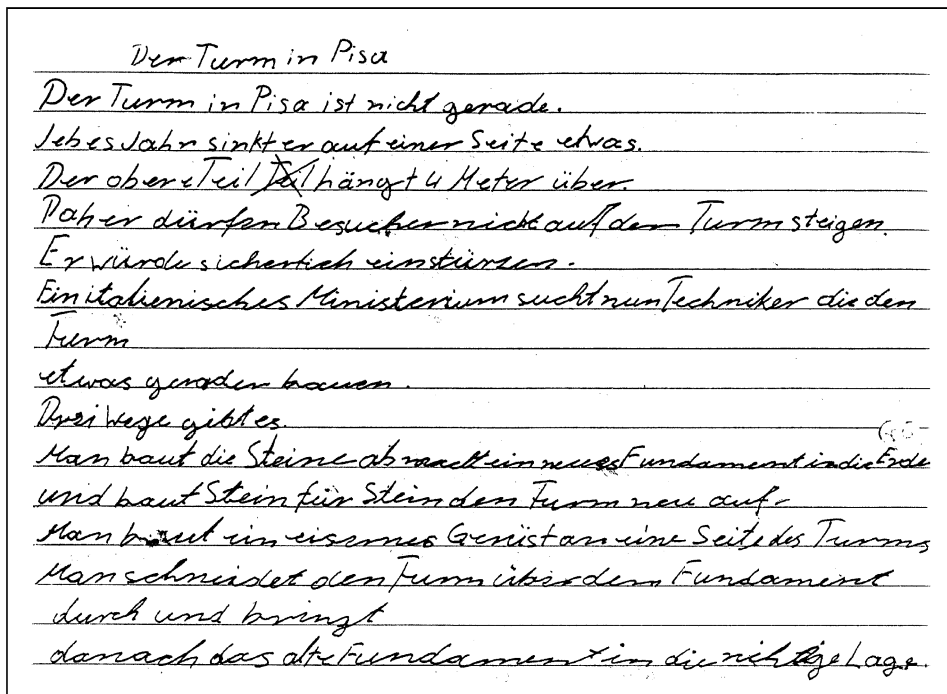 Der Turm in Pisa
Der Turm in Pisa ist nicht gerade.
Jebes Jahr sinkt er auf einer Seite etwas.
Der obere Teil hängt 4 Meter über.
Daher dürfen Besucher nicht auf den Turm steigen.
Er würde sicherlich einstürzen.
Ein italienisches Ministerium sucht nun Techniker die den
Turm
etwas gerader bauen.
Drei Wege gibt es.
Man baut die Steine ab macht ein neues Fundament in die Erde
und baut Stein für Stein den Turm neu auf.
Man baut ein eisernes Gerüst an eine Seite des Turms
Man schneidet den Turm über dem Fundament
durch und bringt
danach das alte Fundament in die richtige Lage.